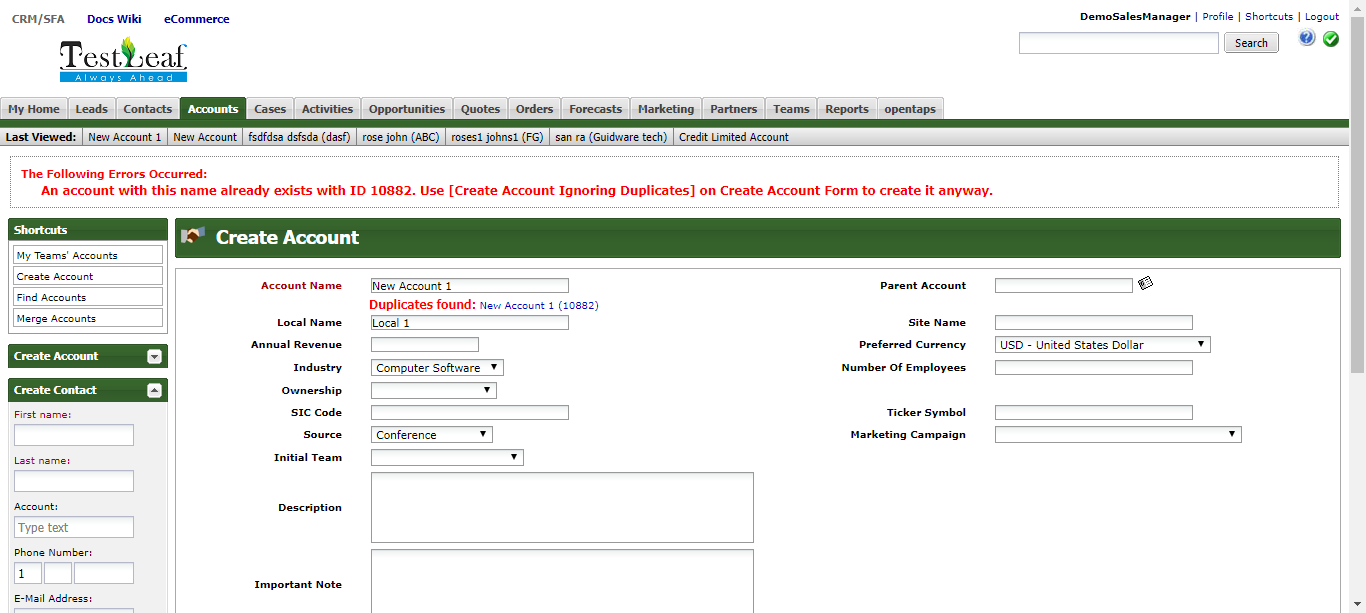 CRM/SFA Docs Wiki eCommerce
DemoSalesManager | Profile | Shortcuts | Logout
TestLeaf
Always Ahead
Search
My Home Leads Contacts Accounts Cases Activities Opportunities Quotes Orders Forecasts Marketing Partners Teams Reports opentaps
Last Viewed: New Account 1 New Account fsdfdsa dsfsda (dasf) rose john (ABC) roses1 johns1 (FG) san ra (Guidware tech) Credit Limited Account
The Following Errors Occurred:
An account with this name already exists with ID 10882. Use [Create Account Ignoring Duplicates] on Create Account Form to create it anyway.
Shortcuts
My Teams' Accounts
Create Account
Find Accounts
Merge Accounts
Create Account
Create Contact
First name:
Last name:
Account:
Type text
Phone Number:
1
E-Mail Address:
Create Account
Account Name New Account 1 Parent Account
Duplicates found: New Account 1 (10882)
Local Name Local 1 Site Name
Annual Revenue Preferred Currency USD - United States Dollar
Industry Computer Software Number Of Employees
Ownership
SIC Code Ticker Symbol
Source Conference Marketing Campaign
Initial Team
Description
Important Note